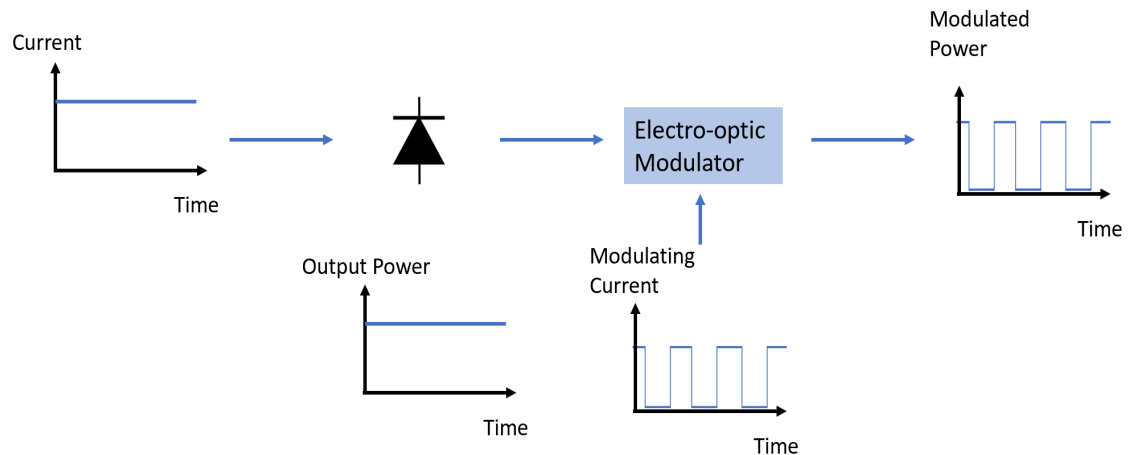 Current
Time
Output Power
Time
Electro-optic
Modulator
Modulating
Current
Time
Modulated
Power
Time